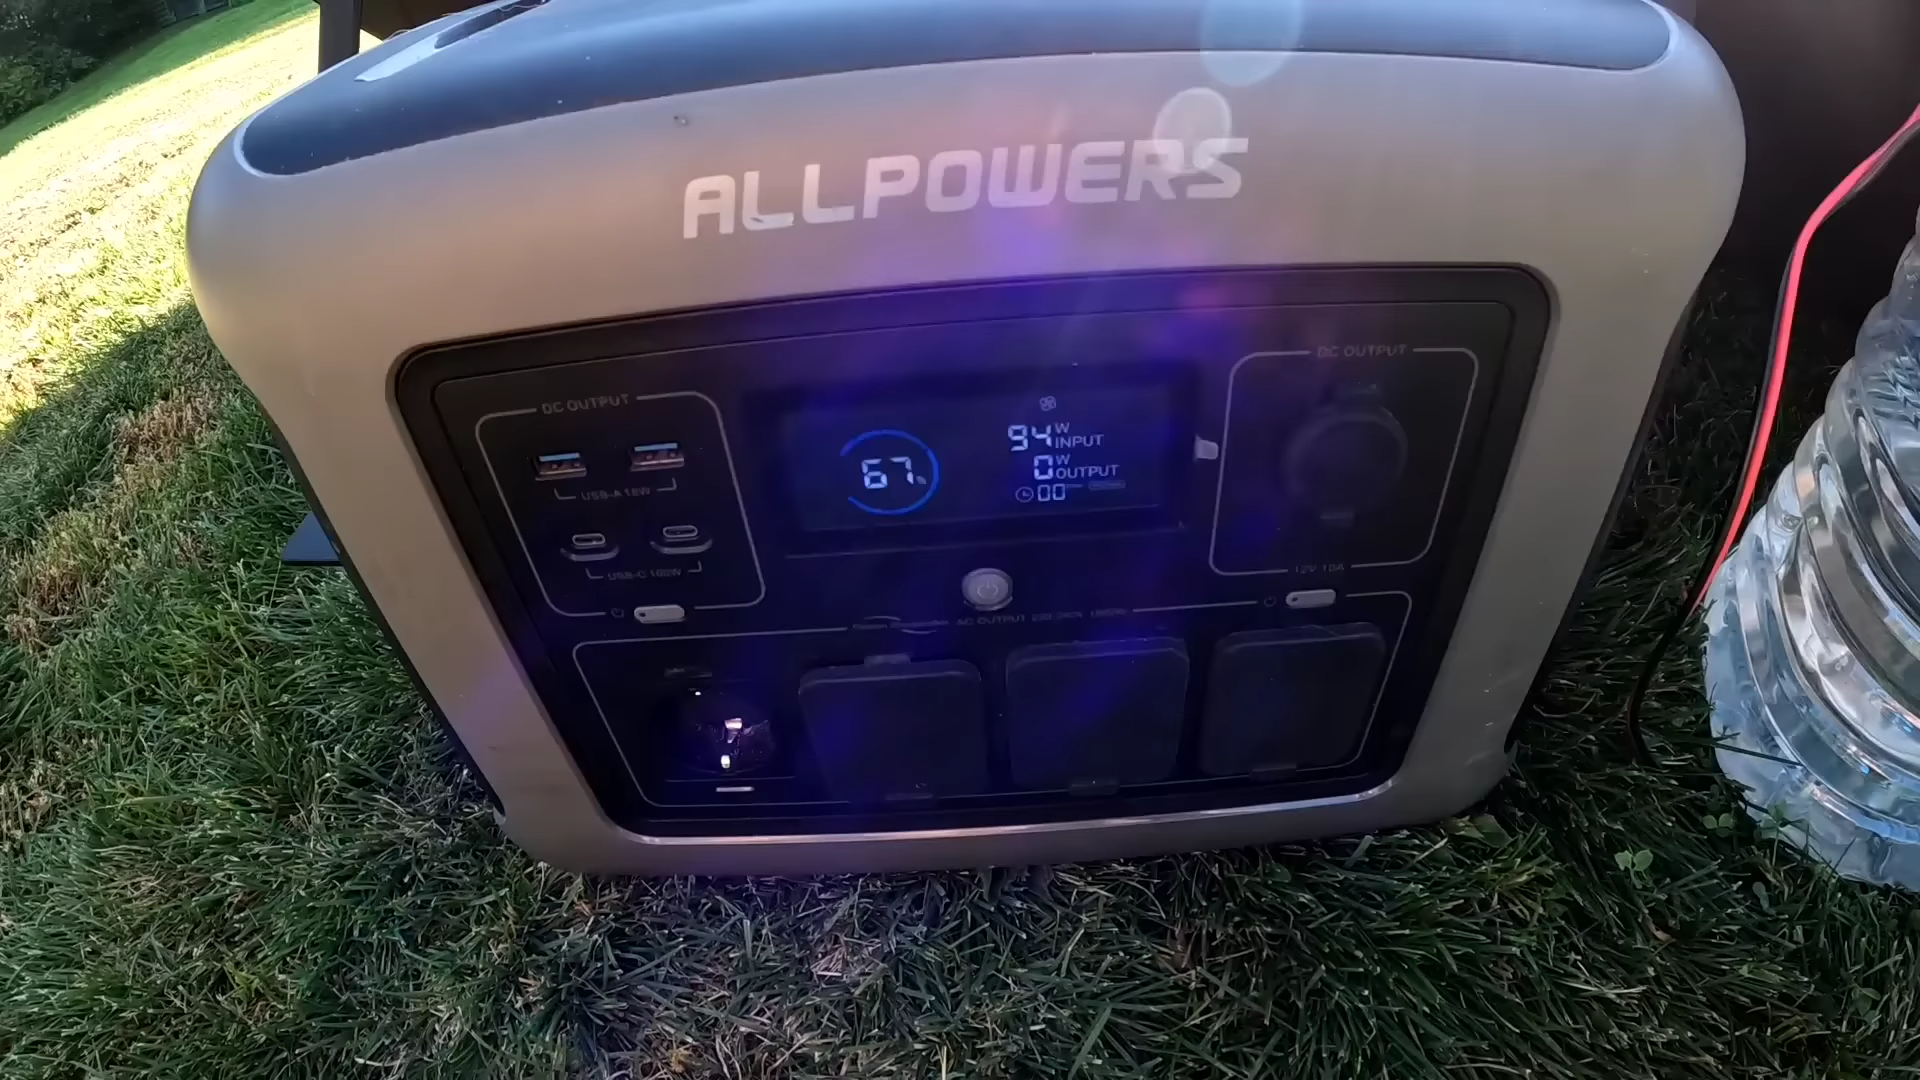 ALLPOWERS
DC OUTPUT
USB-A 18W
USB-C 100W
67%
94W INPUT
0W OUTPUT
00
DC OUTPUT
12V 10A
AC OUTPUT